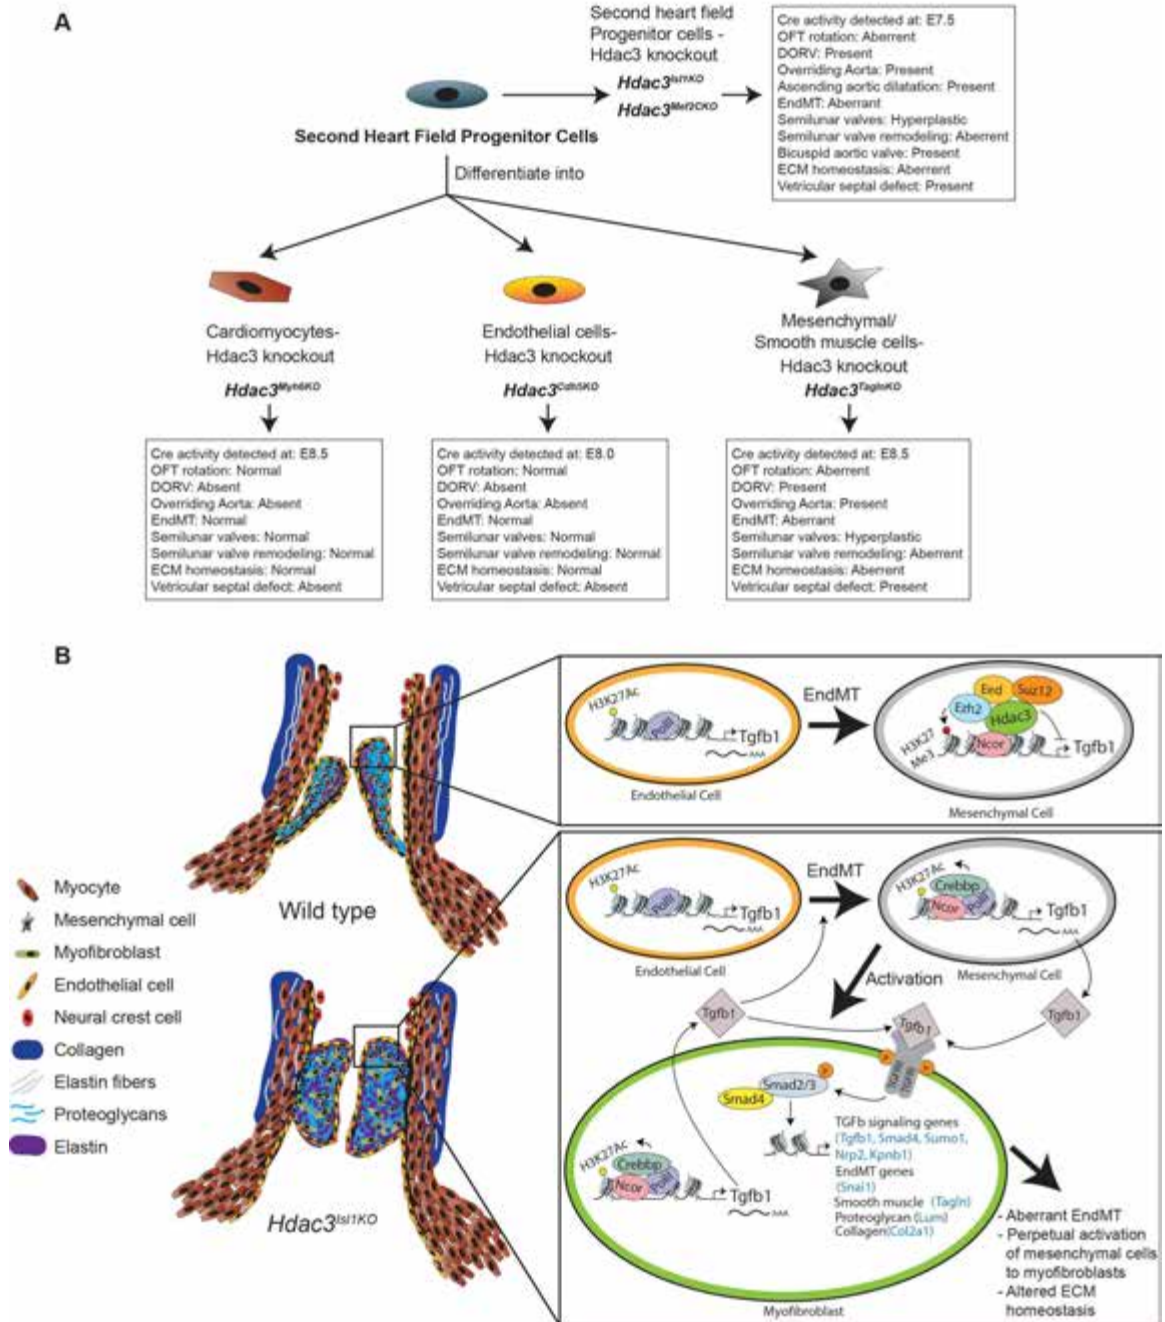 A
Second heart field
Progenitor cells -
Hdac3 knockout
Hdac3Isl1KO
Hdac3Mef2CKO
Cre activity detected at: E7.5
OFT rotation: Aberrant
DORV: Present
Overriding Aorta: Present
Ascending aortic dilatation: Present
EndMT: Aberrant
Semilunar valves: Hyperplastic
Semilunar valve remodeling: Aberrent
Bicuspid aortic valve: Present
ECM homeostasis: Aberrent
Vetricular septal defect: Present
Second Heart Field Progenitor Cells
Differentiate into
Cardiomyocytes-
Hdac3 knockout
Hdac3Myh6KO
Endothelial cells-
Hdac3 knockout
Hdac3Cdh5KO
Mesenchymal/
Smooth muscle cells-
Hdac3 knockout
Hdac3TaglnKO
Cre activity detected at: E8.5
OFT rotation: Normal
DORV: Absent
Overriding Aorta: Absent
EndMT: Normal
Semilunar valves: Normal
Semilunar valve remodeling: Normal
ECM homeostasis: Normal
Vetricular septal defect: Absent
Cre activity detected at: E8.0
OFT rotation: Normal
DORV: Absent
Overriding Aorta: Absent
EndMT: Normal
Semilunar valves: Normal
Semilunar valve remodeling: Normal
ECM homeostasis: Normal
Vetricular septal defect: Absent
Cre activity detected at: E8.5
OFT rotation: Aberrent
DORV: Present
Overriding Aorta: Present
EndMT: Aberrant
Semilunar valves: Hyperplastic
Semilunar valve remodeling: Aberrent
ECM homeostasis: Aberrent
Vetricular septal defect: Present
B
Wild type
Hdac3Isl1KO
Myocyte
Mesenchymal cell
Myofibroblast
Endothelial cell
Neural crest cell
Collagen
Elastin fibers
Proteoglycans
Elastin
H3K27Ac
PolII
Tgfb1
AAA
Endothelial Cell
EndMT
Eed
Suz12
Ezh2
Hdac3
Ncor
H3K27
Me3
Tgfb1
Mesenchymal Cell
H3K27Ac
PolII
Tgfb1
AAA
Endothelial Cell
EndMT
H3K27Ac
Crebbp
Ncor
PolII
Tgfb1
AAA
Mesenchymal Cell
Activation
Tgfb1
Tgfb1
Tgfb1
P
P
P
Smad4
Smad2/3
TGFb signaling genes
(Tgfb1, Smad4, Sumo1,
Nrp2, Kpnb1)
EndMT genes
(Snai1)
Smooth muscle (Tagln)
Proteoglycan (Lum)
Collagen(Col2a1)
H3K27Ac
Crebbp
Ncor
PolII
Tgfb1
AAA
Myofibroblast
- Aberrant EndMT
- Perpetual activation
of mesenchymal cells
to myofibroblasts
- Altered ECM
homeostasis